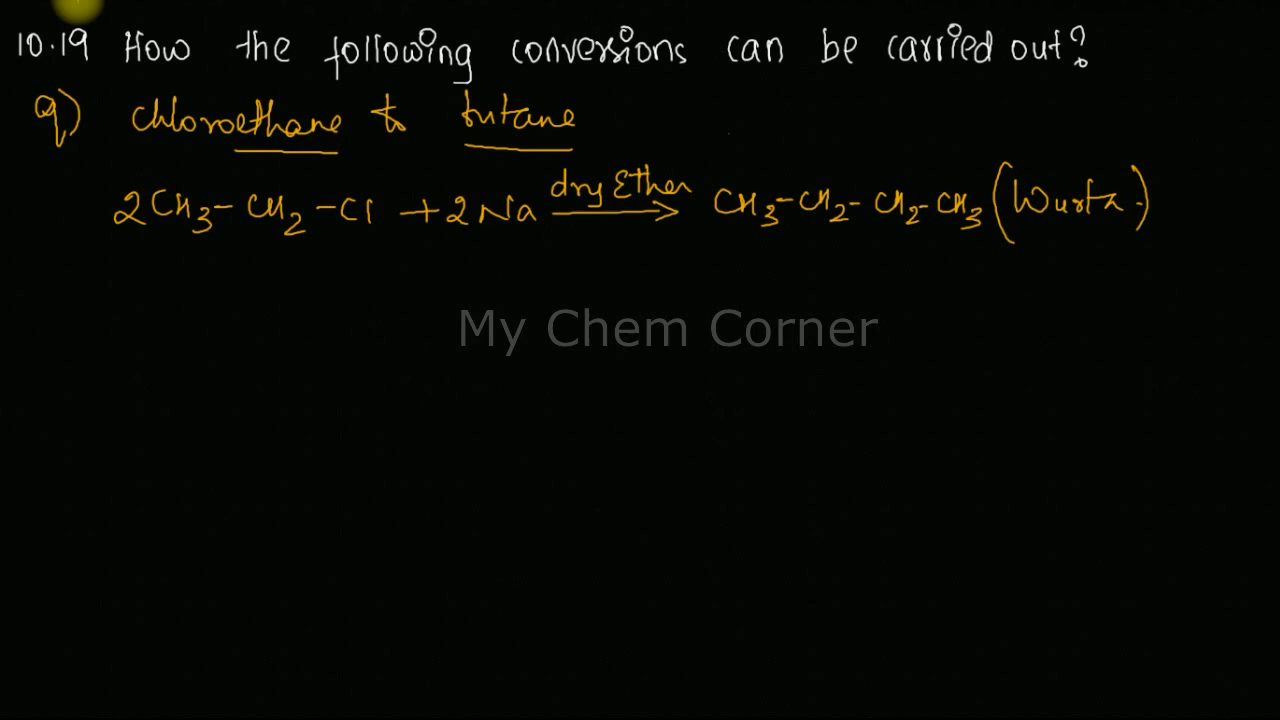 10.19 How the following conversions can be carried out?
q) chloroethane to butane
2CH3-CH2-Cl + 2Na dry Ether → CH3-CH2-CH2-CH3 (Wurtz.)
My Chem Corner